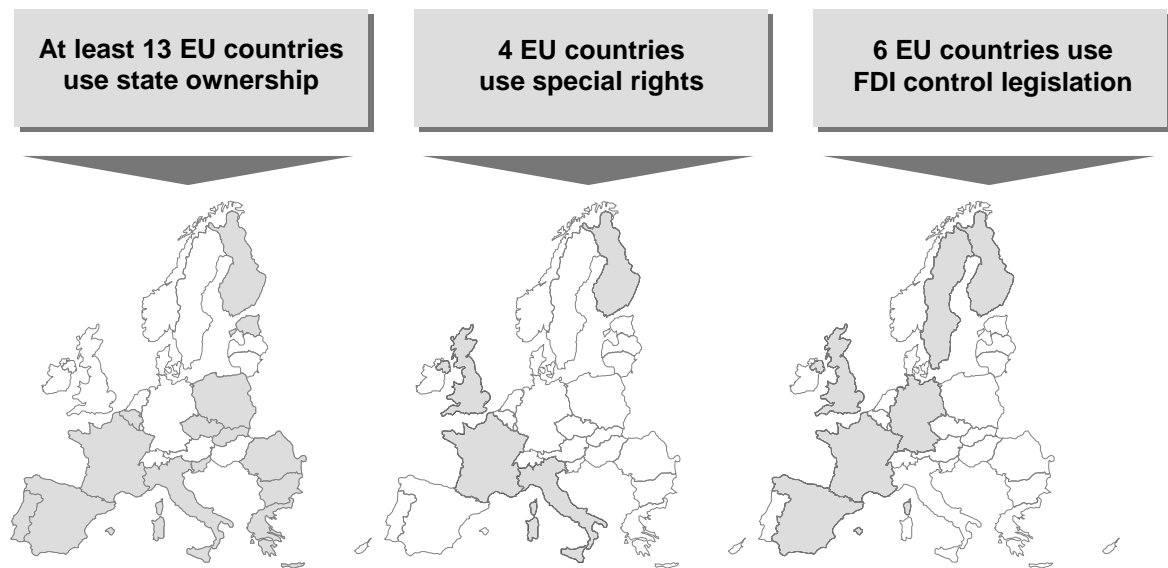 At least 13 EU countries
use state ownership
4 EU countries
use special rights
6 EU countries use
FDI control legislation